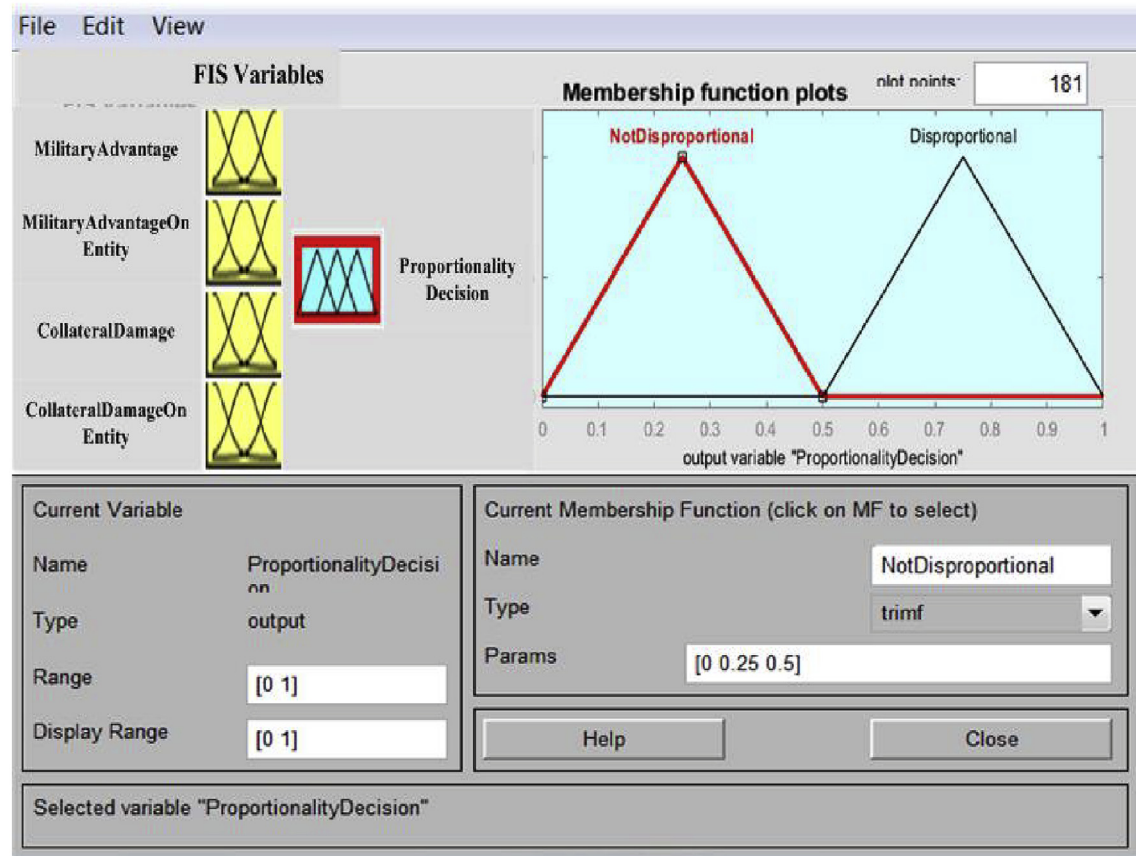 File Edit View
FIS Variables
Membership function plots
plot points:
181
MilitaryAdvantage
MilitaryAdvantageOn
Entity
CollateralDamage
CollateralDamageOn
Entity
Proportionality
Decision
NotDisproportional
Disproportional
0 0.1 0.2 0.3 0.4 0.5 0.6 0.7 0.8 0.9 1
output variable "ProportionalityDecision"
Current Variable
Name
ProportionalityDecisi
on
Type
output
Range
[0 1]
Display Range
[0 1]
Current Membership Function (click on MF to select)
Name
NotDisproportional
Type
trimf
Params
[0 0.25 0.5]
Help
Close
Selected variable "ProportionalityDecision"